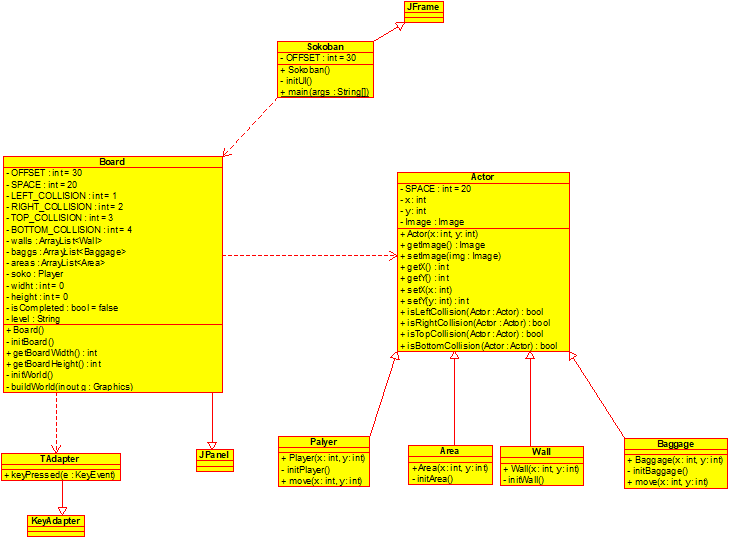 JFrame
Sokoban
- OFFSET : int = 30
+ Sokoban()
- initUI()
+ main(args : String[])
Board
- OFFSET : int = 30
- SPACE : int = 20
- LEFT_COLLISION : int = 1
- RIGHT_COLLISION : int = 2
- TOP_COLLISION : int = 3
- BOTTOM_COLLISION : int = 4
- walls : ArrayList<Wall>
- baggs : ArrayList<Baggage>
- areas : ArrayList<Area>
- soko : Player
- widht : int = 0
- height : int = 0
- isCompleted : bool = false
- level : String
+ Board()
- initBoard()
+ getBoardWidth() : int
+ getBoardHeight() : int
- initWorld()
- buildWorld(inout g : Graphics)
Actor
- SPACE : int = 20
- x : int
- y : int
- Image : Image
+ Actor(x : int, y : int)
+ getImage() : Image
+ setImage(img : Image)
+ getX() : int
+ getY() : int
+ setX(x : int)
+ setY(y : int) : int
+ isLeftCollision(Actor : Actor) : bool
+ isRightCollision(Actor : Actor) : bool
+ isTopCollision(Actor : Actor) : bool
+ isBottomCollision(Actor : Actor) : bool
TAdapter
+ keyPressed(e : KeyEvent)
KeyAdapter
JPanel
Palyer
+ Player(x : int, y : int)
- initPlayer()
+ move(x : int, y : int)
Area
+ Area(x : int, y : int)
- initArea()
Wall
+ Wall(x : int, y : int)
- initWall()
Baggage
+ Baggage(x : int, y : int)
- initBaggage()
+ move(x : int, y : int)